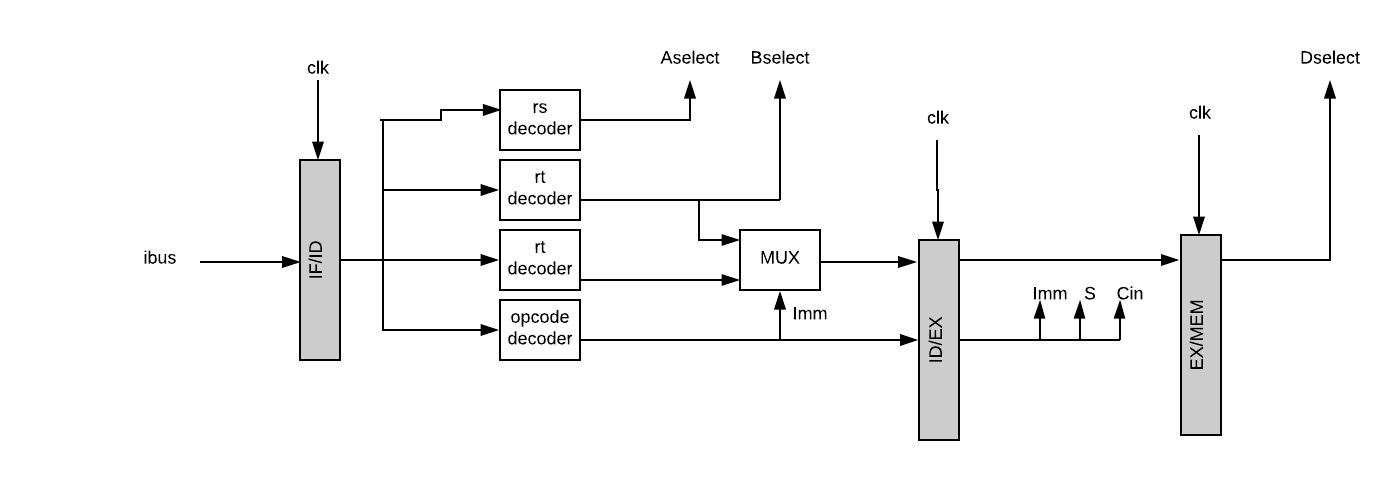 Aselect
Bselect
Dselect
clk
rs
decoder
clk
clk
rt
decoder
ibus
IF/ID
rt
decoder
MUX
Imm
S
Cin
Imm
opcode
decoder
ID/EX
EX/MEM